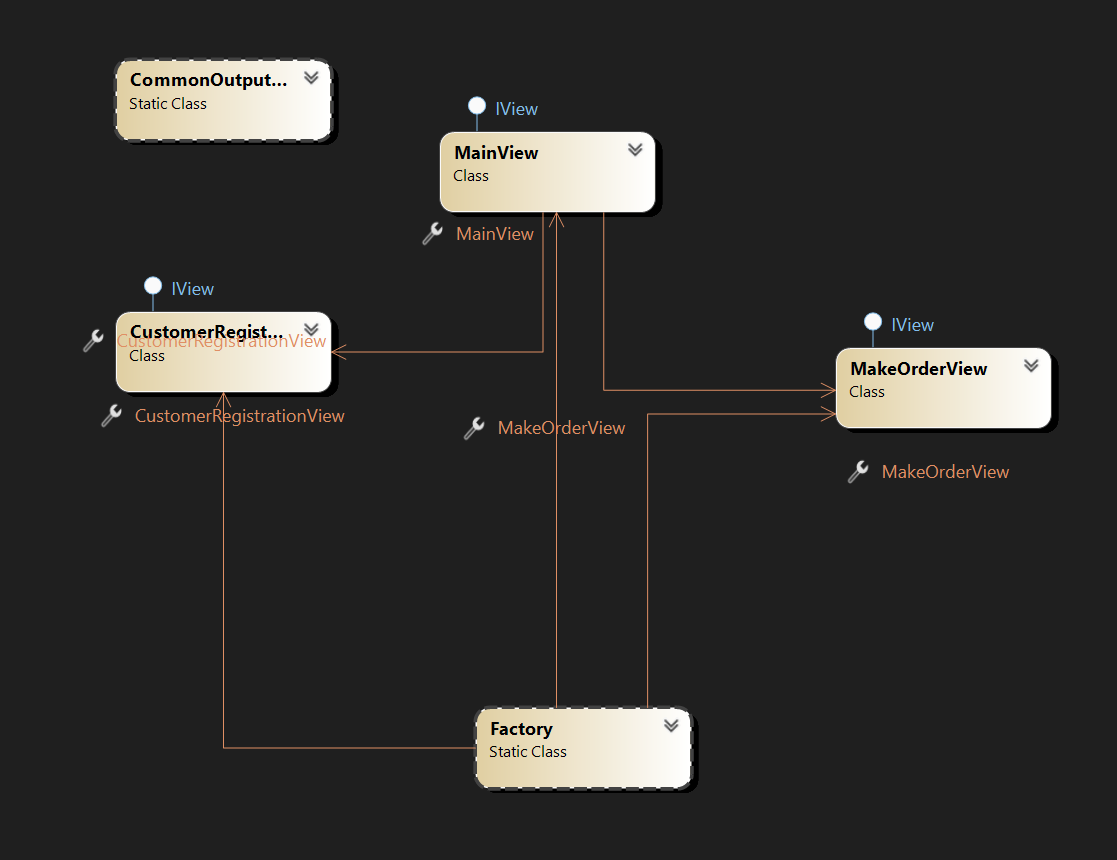 CommonOutput...
Static Class
IView
MainView
Class
MainView
IView
CustomerRegist...
CustomerRegistrationView
Class
CustomerRegistrationView
IView
MakeOrderView
Class
MakeOrderView
MakeOrderView
Factory
Static Class